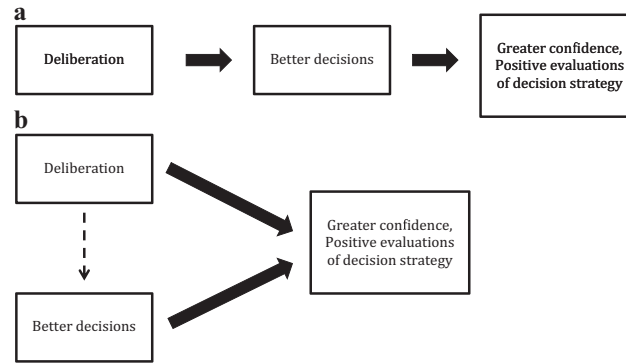 a
Deliberation
Better decisions
Greater confidence,
Positive evaluations
of decision strategy
b
Deliberation
Greater confidence,
Positive evaluations
of decision strategy
Better decisions